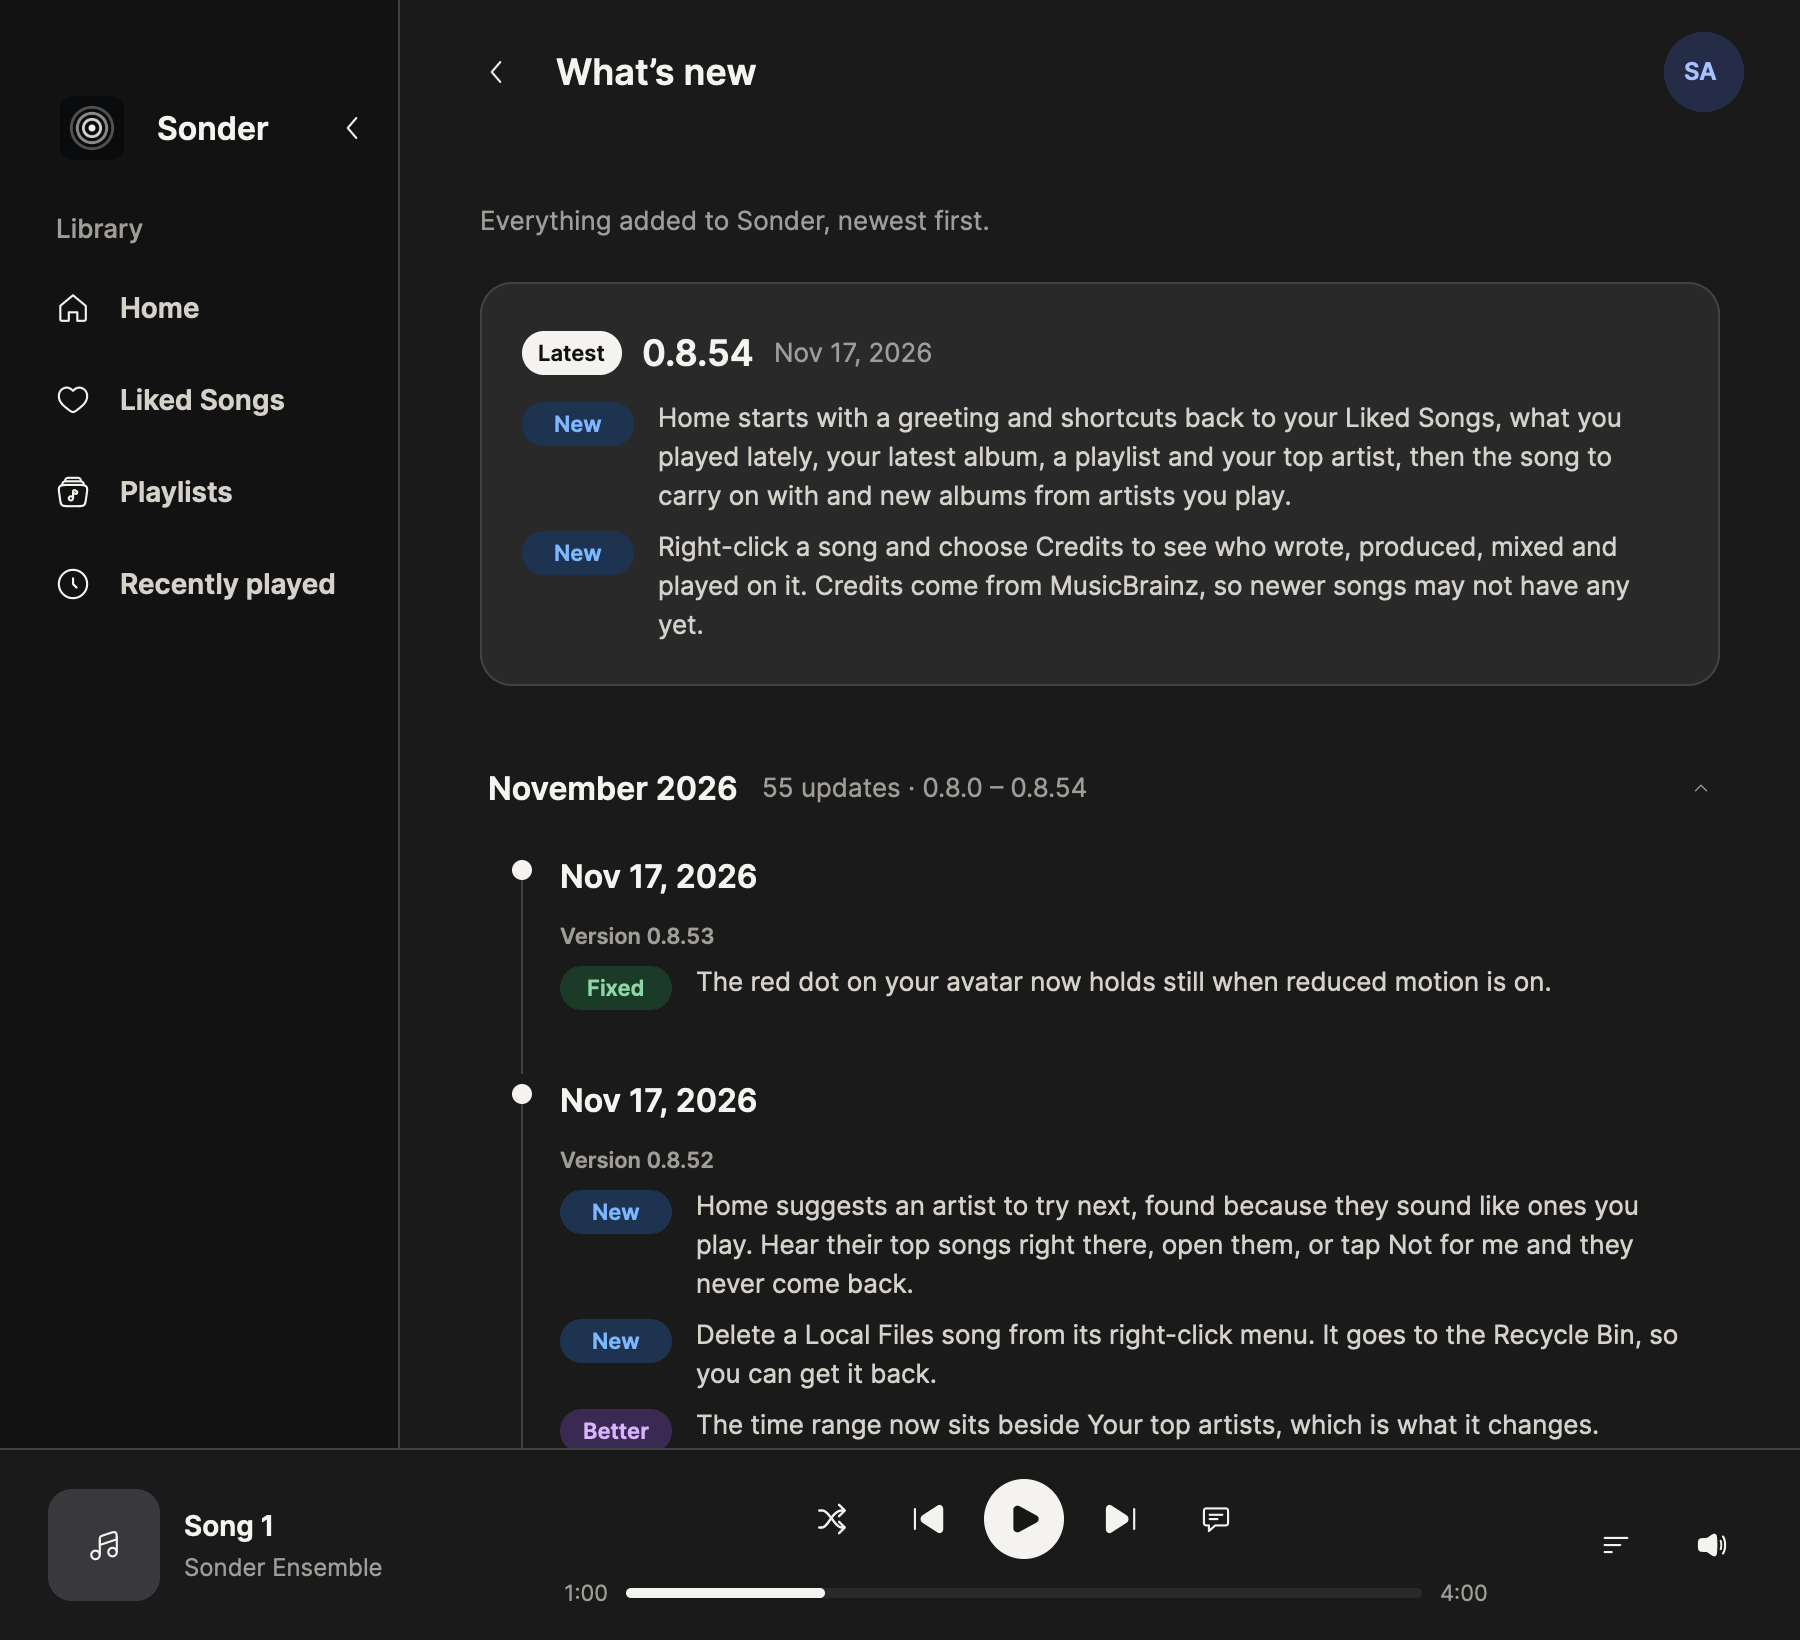 Sonder
Library
Home
Liked Songs
Playlists
Recently played
What’s new
SA
Everything added to Sonder, newest first.
Latest 0.8.54 Nov 17, 2026
New Home starts with a greeting and shortcuts back to your Liked Songs, what you
played lately, your latest album, a playlist and your top artist, then the song to
carry on with and new albums from artists you play.
New Right-click a song and choose Credits to see who wrote, produced, mixed and
played on it. Credits come from MusicBrainz, so newer songs may not have any
yet.
November 2026 55 updates · 0.8.0 – 0.8.54
Nov 17, 2026
Version 0.8.53
Fixed The red dot on your avatar now holds still when reduced motion is on.
Nov 17, 2026
Version 0.8.52
New Home suggests an artist to try next, found because they sound like ones you
play. Hear their top songs right there, open them, or tap Not for me and they
never come back.
New Delete a Local Files song from its right-click menu. It goes to the Recycle Bin, so
you can get it back.
Better The time range now sits beside Your top artists, which is what it changes.
Song 1
Sonder Ensemble
1:00 4:00